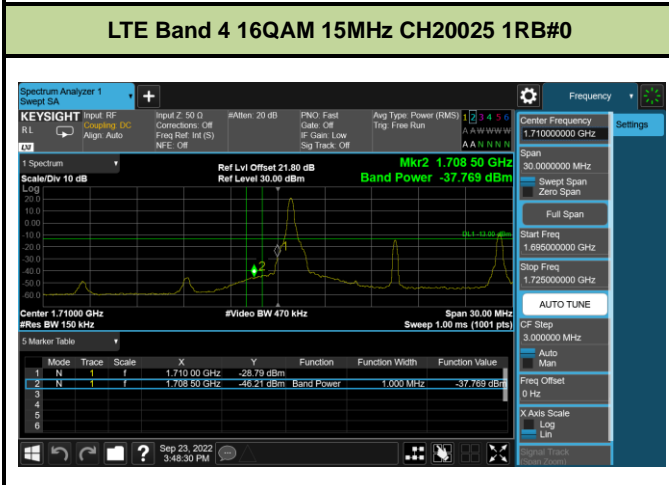 LTE Band 4 16QAM 15MHz CH20025 1RB#0
Spectrum Analyzer 1
Swept SA
Frequency
KEYSIGHT
RL
Input: RF
Coupling: DC
Align: Auto
Input Z: 50 Ω
Corrections: Off
Freq Ref: Int (S)
NFE: Off
#Atten: 20 dB
PNO: Fast
Gate: Off
IF Gain: Low
Sig Track: Off
Avg Type: Power (RMS)
Trig: Free Run
1 2 3 4 5 6
A A W W W W
A A N N N N
LXI
1 Spectrum
Scale/Div 10 dB
Log
Ref Lvl Offset 21.80 dB
Ref Level 30.00 dBm
Mkr2 1.708 50 GHz
Band Power -37.769 dBm
20.0
10.0
0.00
-10.0
-20.0
-30.0
-40.0
-50.0
-60.0
DL1 -13.00 dBm
1
2
Center 1.71000 GHz
#Res BW 150 kHz
#Video BW 470 kHz
Span 30.00 MHz
Sweep 1.00 ms (1001 pts)
5 Marker Table
Mode Trace Scale X Y Function Function Width Function Value
1 N 1 f 1.710 00 GHz -28.79 dBm
2 N 1 f 1.708 50 GHz -46.21 dBm Band Power 1.000 MHz -37.769 dBm
3
4
5
6
Center Frequency
1.710000000 GHz
Settings
Span
30.0000000 MHz
Swept Span
Zero Span
Full Span
Start Freq
1.695000000 GHz
Stop Freq
1.725000000 GHz
AUTO TUNE
CF Step
3.000000 MHz
Auto
Man
Freq Offset
0 Hz
X Axis Scale
Log
Lin
Signal Track
(Span Zoom)
?
Sep 23, 2022
3:48:30 PM